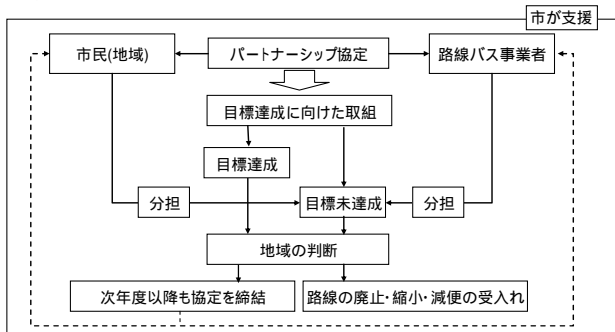 市が支援
市民(地域)
パートナーシップ協定
路線バス事業者
目標達成に向けた取組
目標達成
分担
目標未達成
分担
地域の判断
次年度以降も協定を締結
路線の廃止・縮小・減便の受入れ